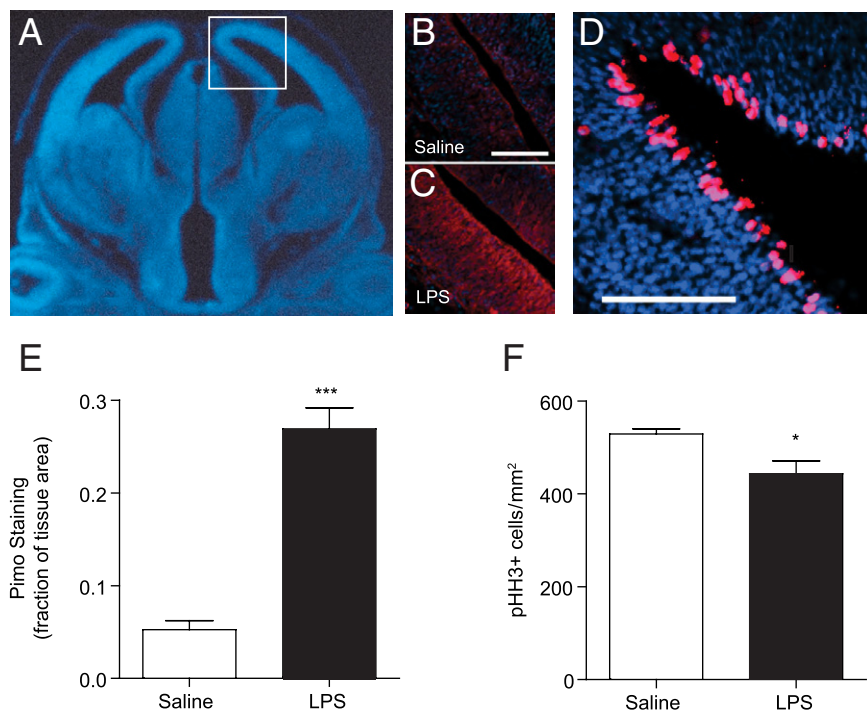 A
B
Saline
C
LPS
D
E
Pimo Staining
(fraction of tissue area)
0.3
0.2
0.1
0.0
***
Saline
LPS
F
pHH3+ cells/mm²
600
400
200
0
*
Saline
LPS